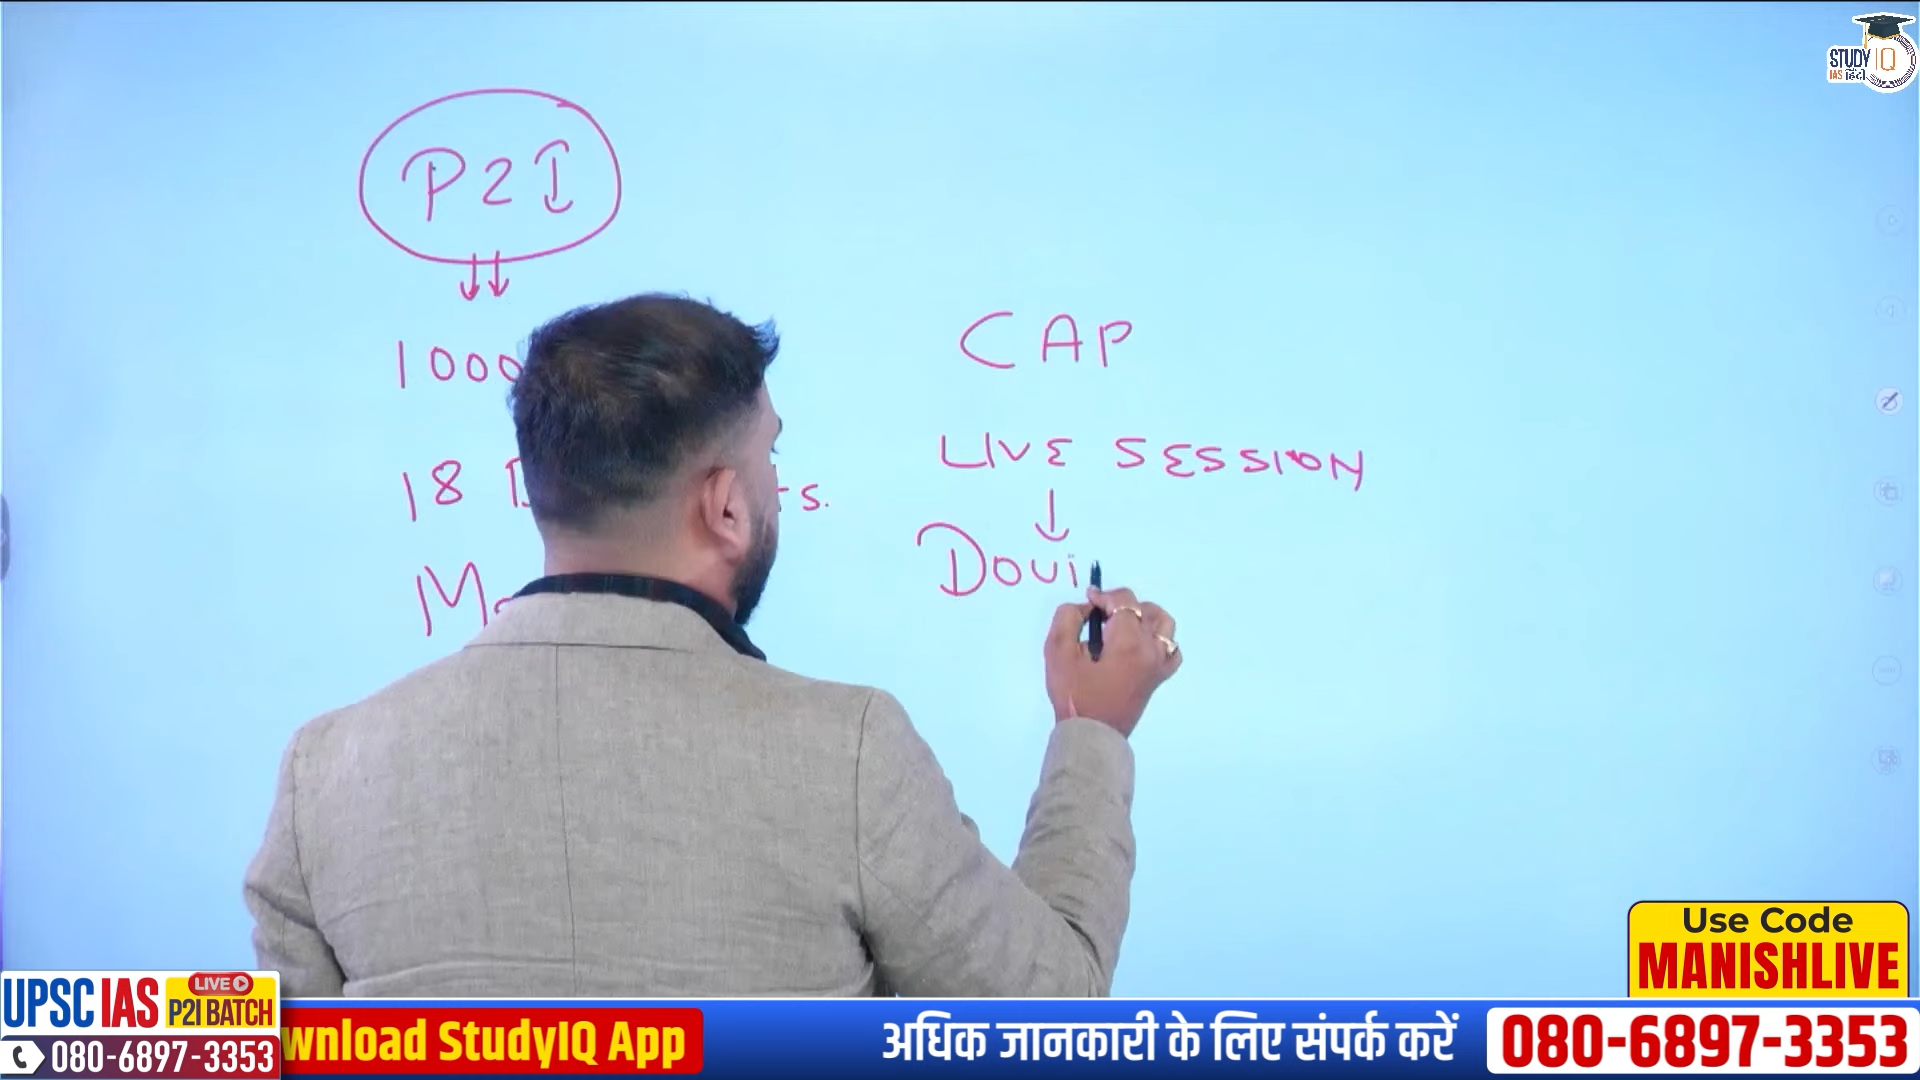 STUDY IQ
IAS हिंदी
P2I
1000
18
CAP
LIVE SESSION
↓
Doui
Use Code
MANISHLIVE
UPSC IAS LIVE P2I BATCH
080-6897-3353
wnload StudyIQ App
अधिक जानकारी के लिए संपर्क करें
080-6897-3353